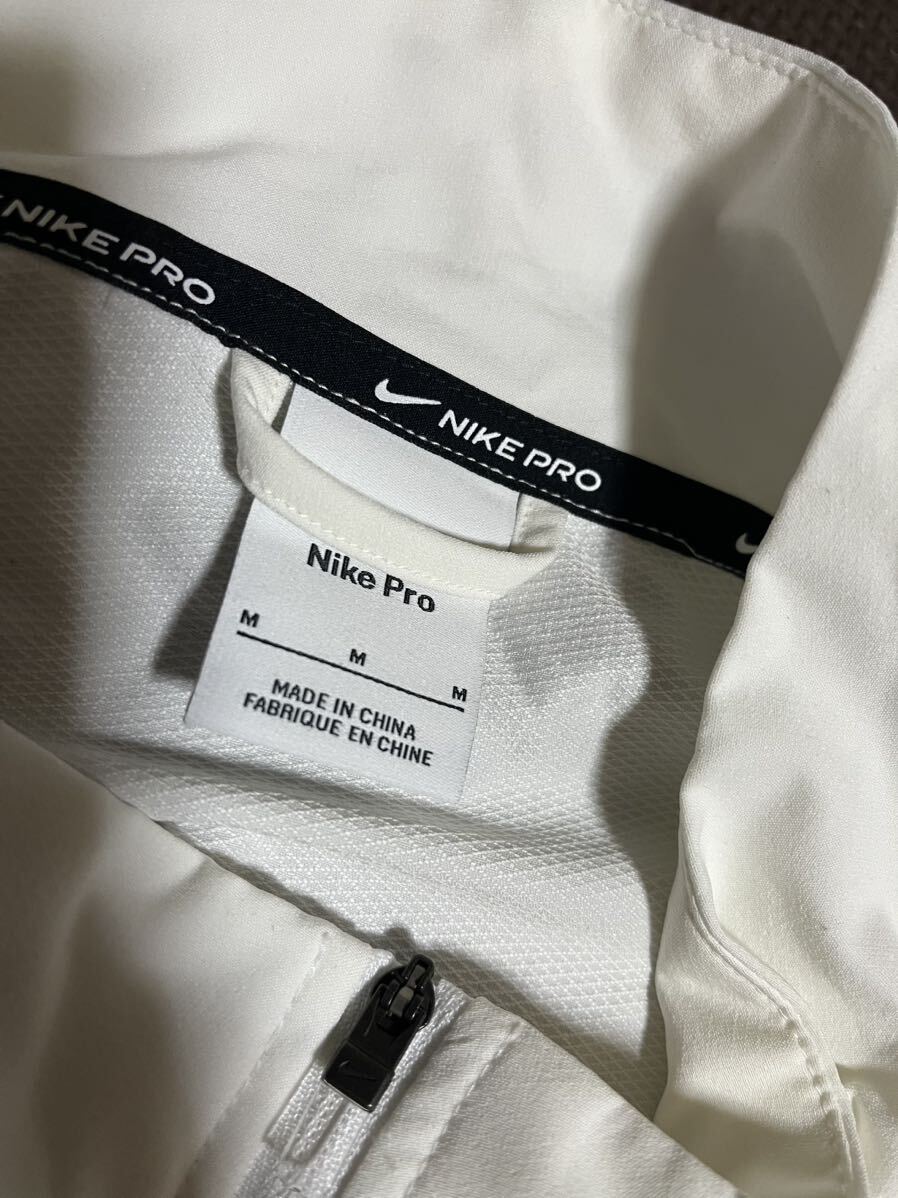 NIKE PRO
NIKE PRO
Nike Pro
M
M
M
MADE IN CHINA
FABRIQUE EN CHINE